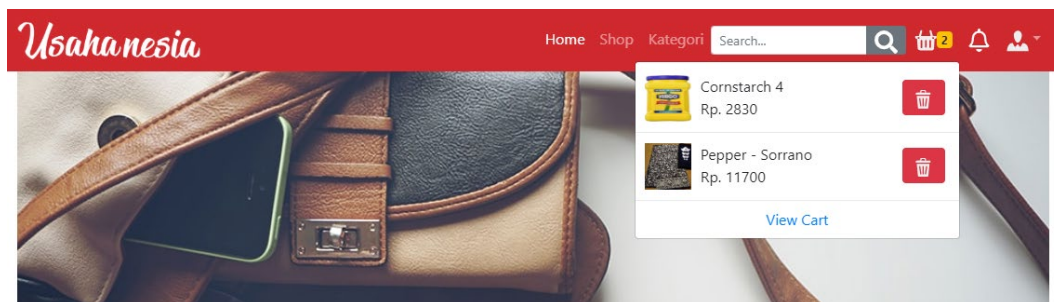 Usahanesia
Home Shop Kategori Search... 2
Cornstarch 4
Rp. 2830
Pepper - Sorrano
Rp. 11700
View Cart